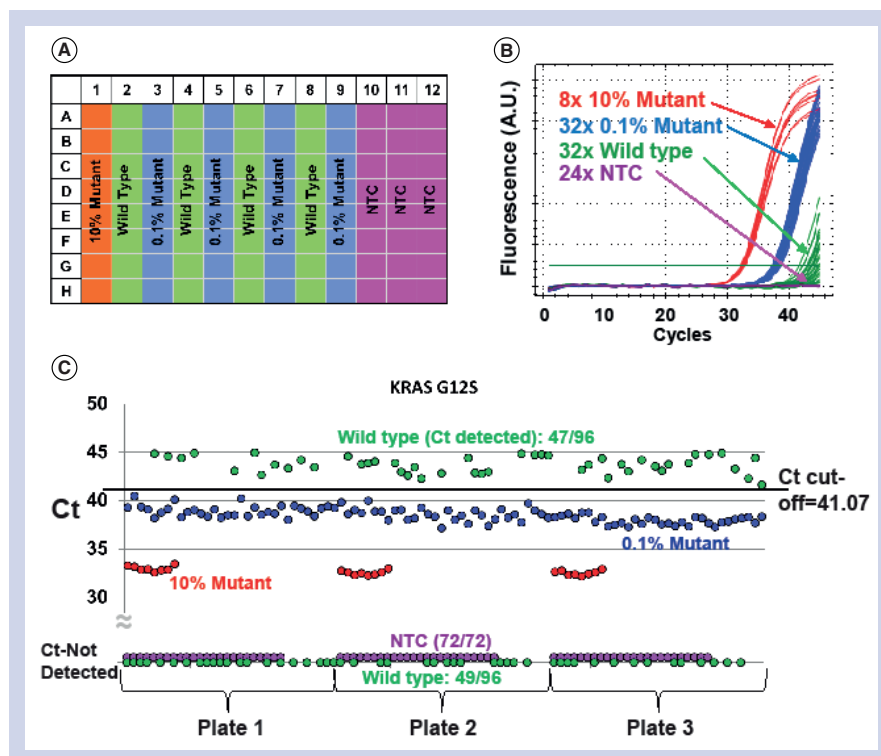 A
1 2 3 4 5 6 7 8 9 10 11 12
A
B
C
D
E
F
G
H
10% Mutant
Wild Type
0.1% Mutant
Wild Type
0.1% Mutant
Wild Type
0.1% Mutant
Wild Type
0.1% Mutant
NTC
NTC
NTC
B
Fluorescence (A.U.)
8x 10% Mutant
32x 0.1% Mutant
32x Wild type
24x NTC
0 10 20 30 40
Cycles
C
KRAS G12S
50
45
40
35
30
Ct
Wild type (Ct detected): 47/96
Ct cut-
off=41.07
0.1% Mutant
10% Mutant
≈
Ct-Not
Detected
NTC (72/72)
Wild type: 49/96
Plate 1 Plate 2 Plate 3